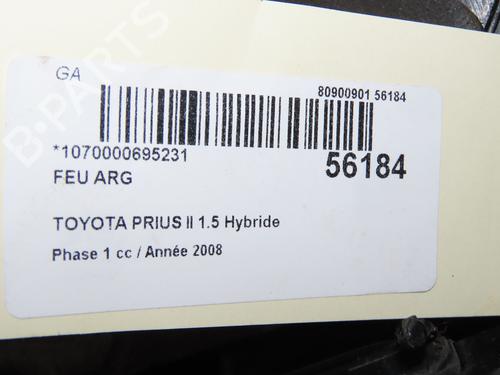 GA
80900901 56184
*1070000695231
56184
FEU ARG
TOYOTA PRIUS II 1.5 Hybride
Phase 1 cc / Année 2008
B-PARTS